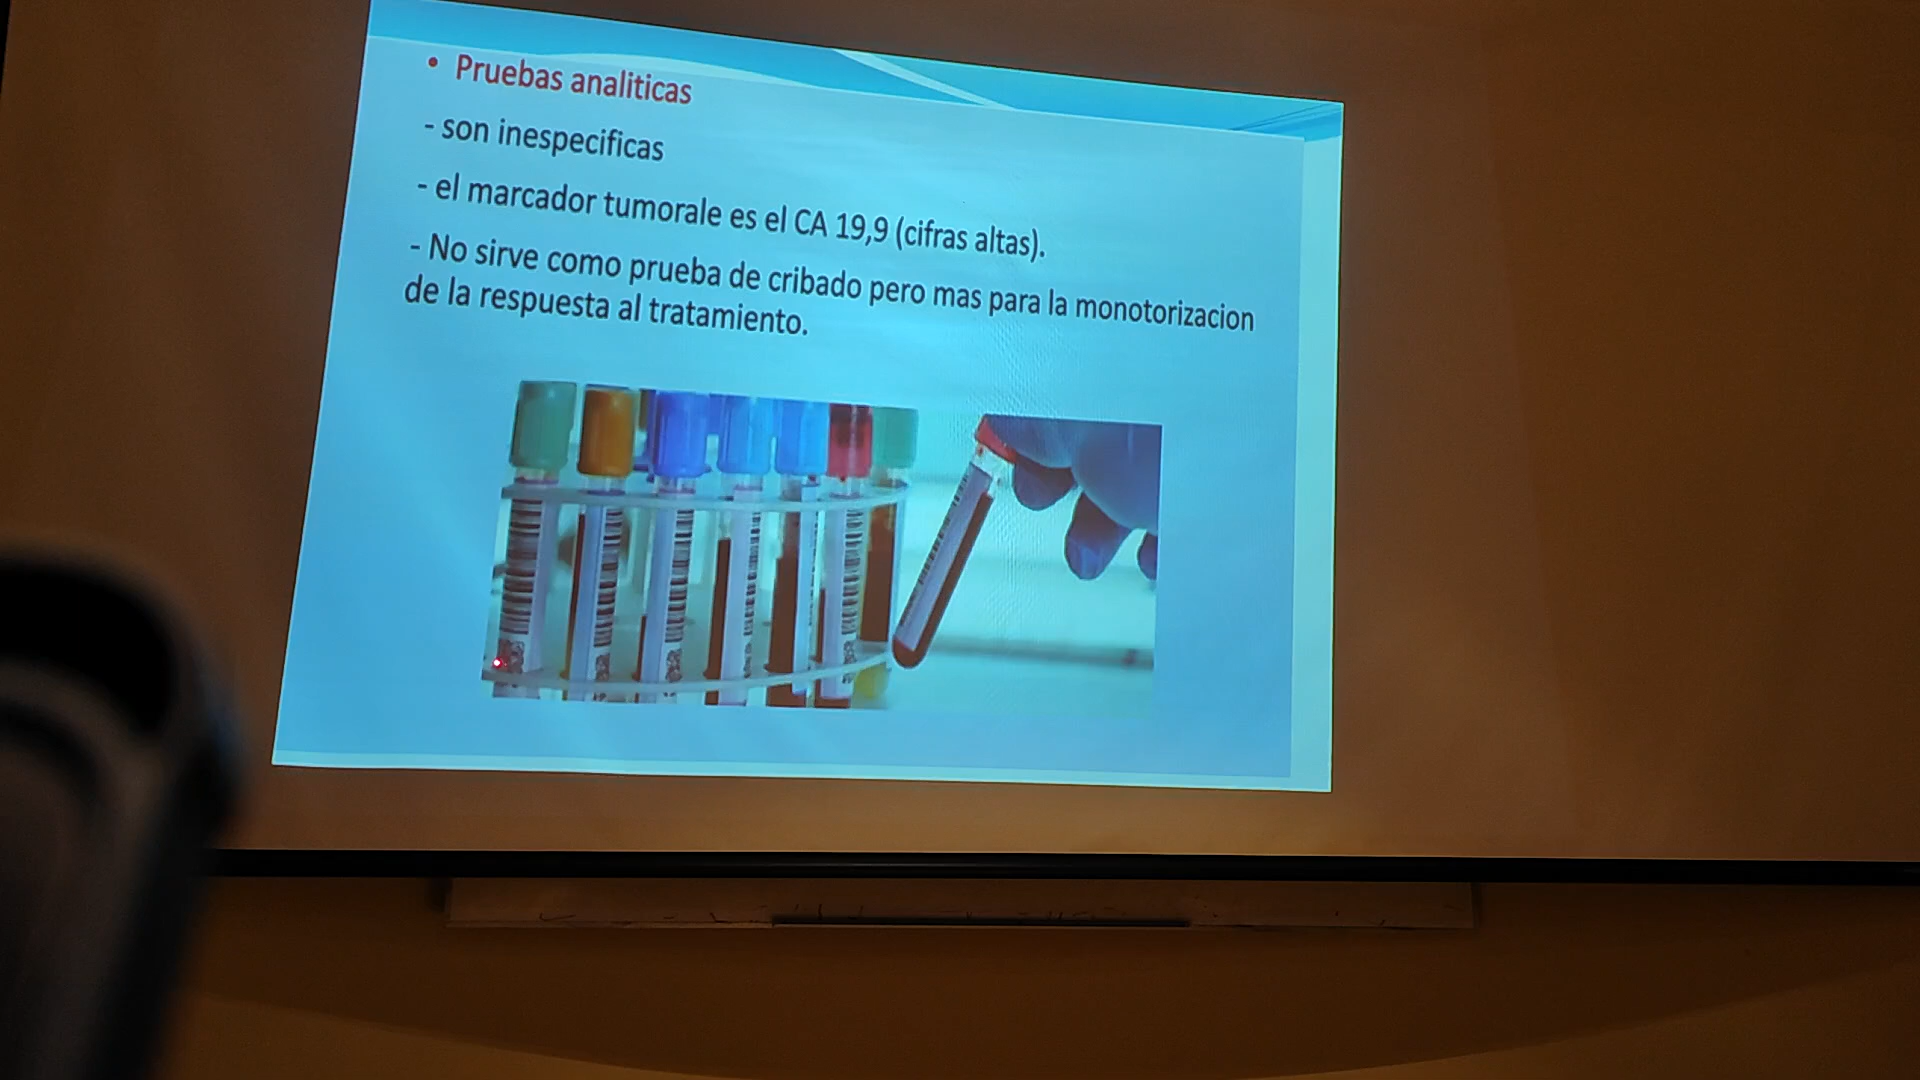 • Pruebas analiticas
- son inespecificas
- el marcador tumorale es el CA 19,9 (cifras altas).
- No sirve como prueba de cribado pero mas para la monotorizacion
de la respuesta al tratamiento.